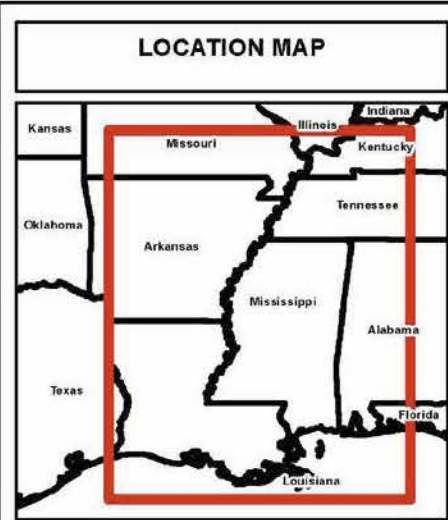 LOCATION MAP
Indiana
Kansas
Illinois
Missouri
Kentucky
Tennessee
Oklahoma
Arkansas
Mississippi
Alabama
Texas
Florida
Louisiana